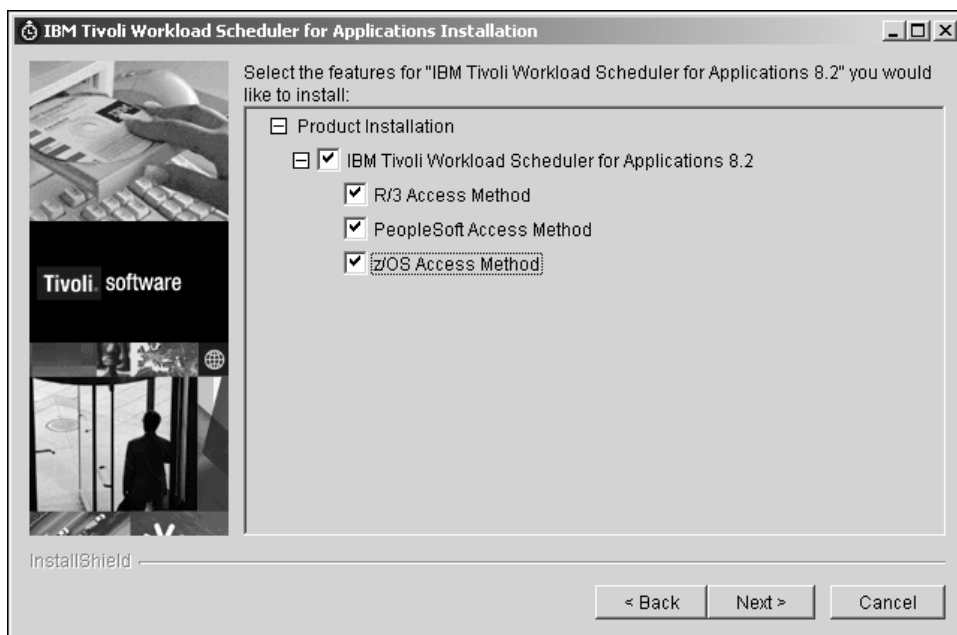 IBM Tivoli Workload Scheduler for Applications Installation
Select the features for "IBM Tivoli Workload Scheduler for Applications 8.2" you would
like to install:
Product Installation
IBM Tivoli Workload Scheduler for Applications 8.2
R/3 Access Method
PeopleSoft Access Method
z/OS Access Method
Tivoli. software
InstallShield
< Back
Next >
Cancel